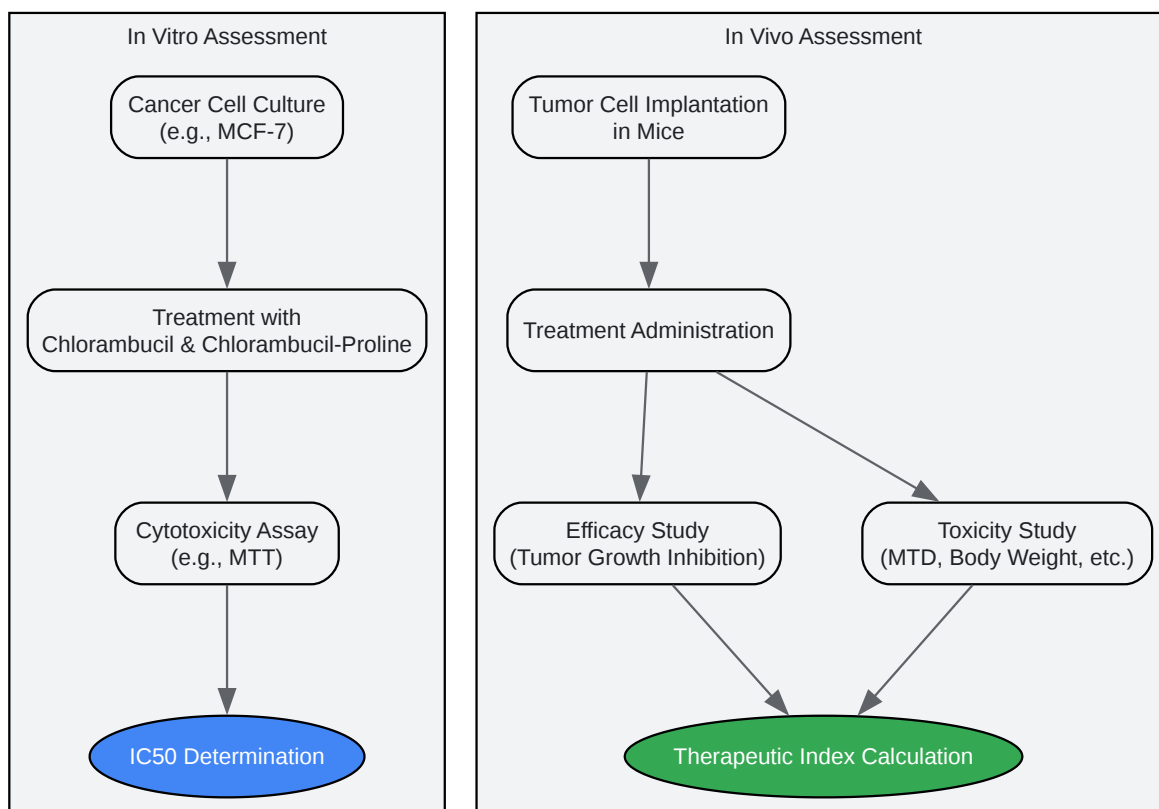 In Vitro Assessment
Cancer Cell Culture
(e.g., MCF-7)
Treatment with
Chlorambucil & Chlorambucil-Proline
Cytotoxicity Assay
(e.g., MTT)
IC50 Determination
In Vivo Assessment
Tumor Cell Implantation
in Mice
Treatment Administration
Efficacy Study
(Tumor Growth Inhibition)
Toxicity Study
(MTD, Body Weight, etc.)
Therapeutic Index Calculation